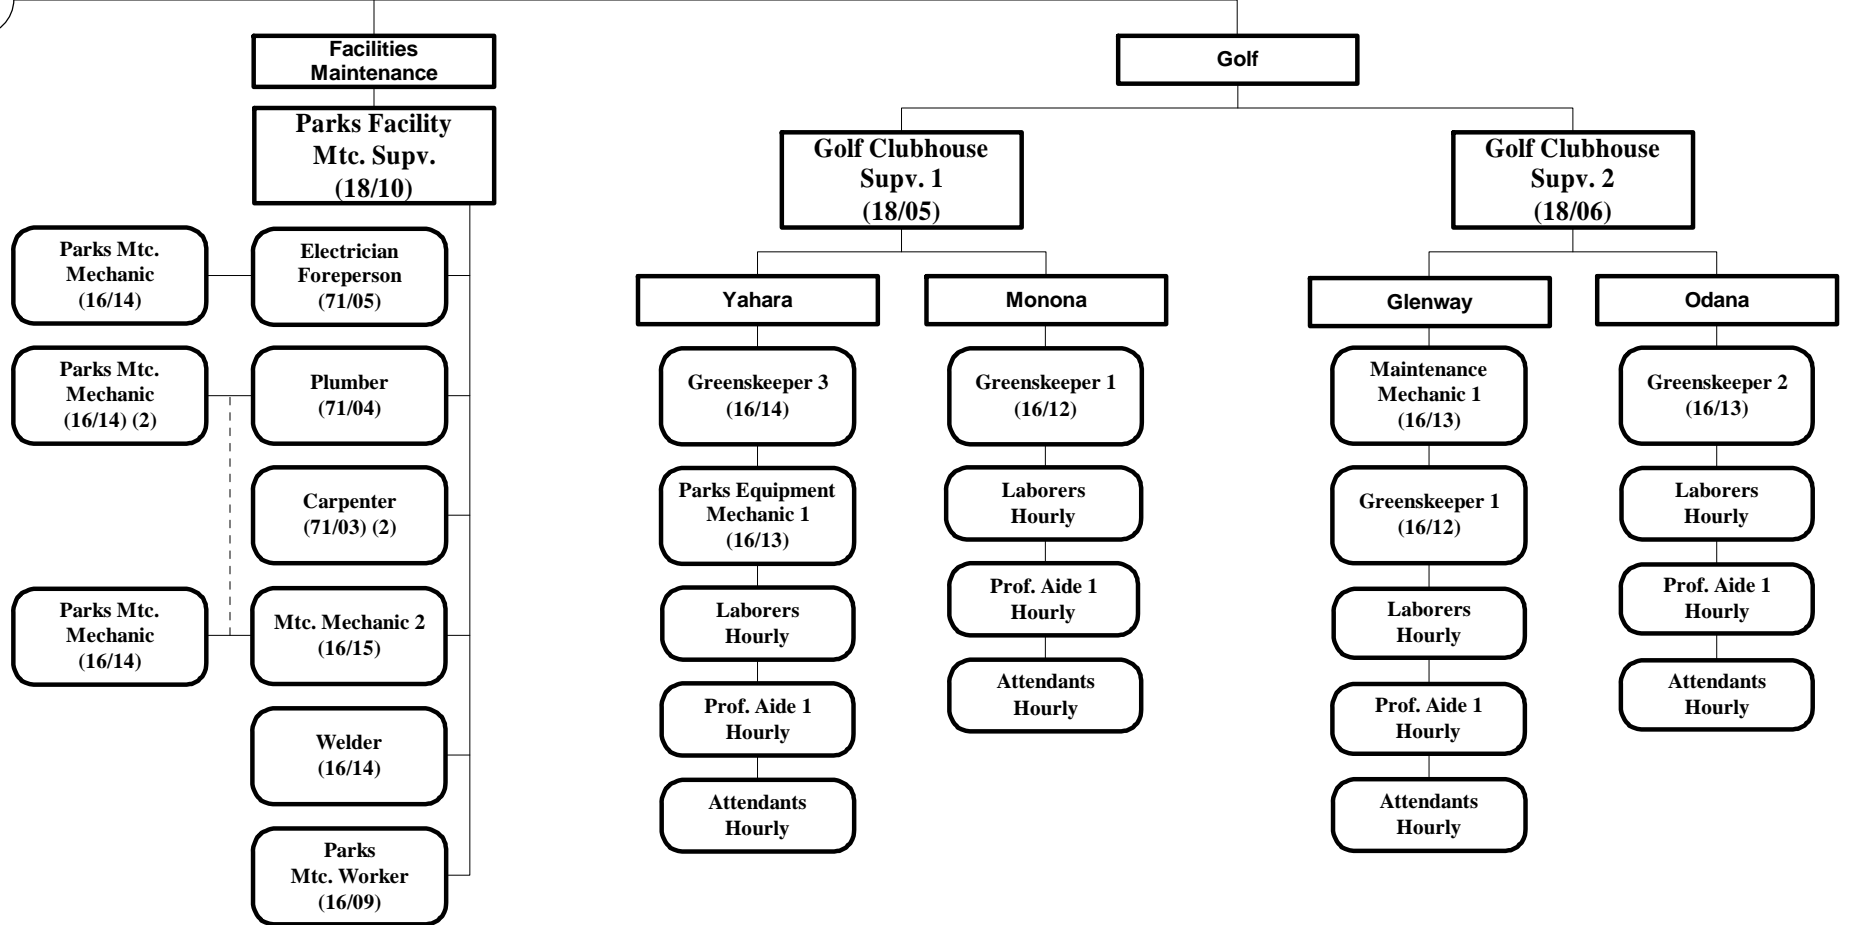 Facilities
Maintenance
Parks Facility
Mtc. Supv.
(18/10)
Parks Mtc.
Mechanic
(16/14)
Electrician
Foreperson
(71/05)
Parks Mtc.
Mechanic
(16/14) (2)
Plumber
(71/04)
Carpenter
(71/03) (2)
Parks Mtc.
Mechanic
(16/14)
Mtc. Mechanic 2
(16/15)
Welder
(16/14)
Parks
Mtc. Worker
(16/09)
Golf
Golf Clubhouse
Supv. 1
(18/05)
Yahara
Greenskeeper 3
(16/14)
Parks Equipment
Mechanic 1
(16/13)
Laborers
Hourly
Prof. Aide 1
Hourly
Attendants
Hourly
Monona
Greenskeeper 1
(16/12)
Laborers
Hourly
Prof. Aide 1
Hourly
Attendants
Hourly
Golf Clubhouse
Supv. 2
(18/06)
Glenway
Maintenance
Mechanic 1
(16/13)
Greenskeeper 1
(16/12)
Laborers
Hourly
Prof. Aide 1
Hourly
Attendants
Hourly
Odana
Greenskeeper 2
(16/13)
Laborers
Hourly
Prof. Aide 1
Hourly
Attendants
Hourly